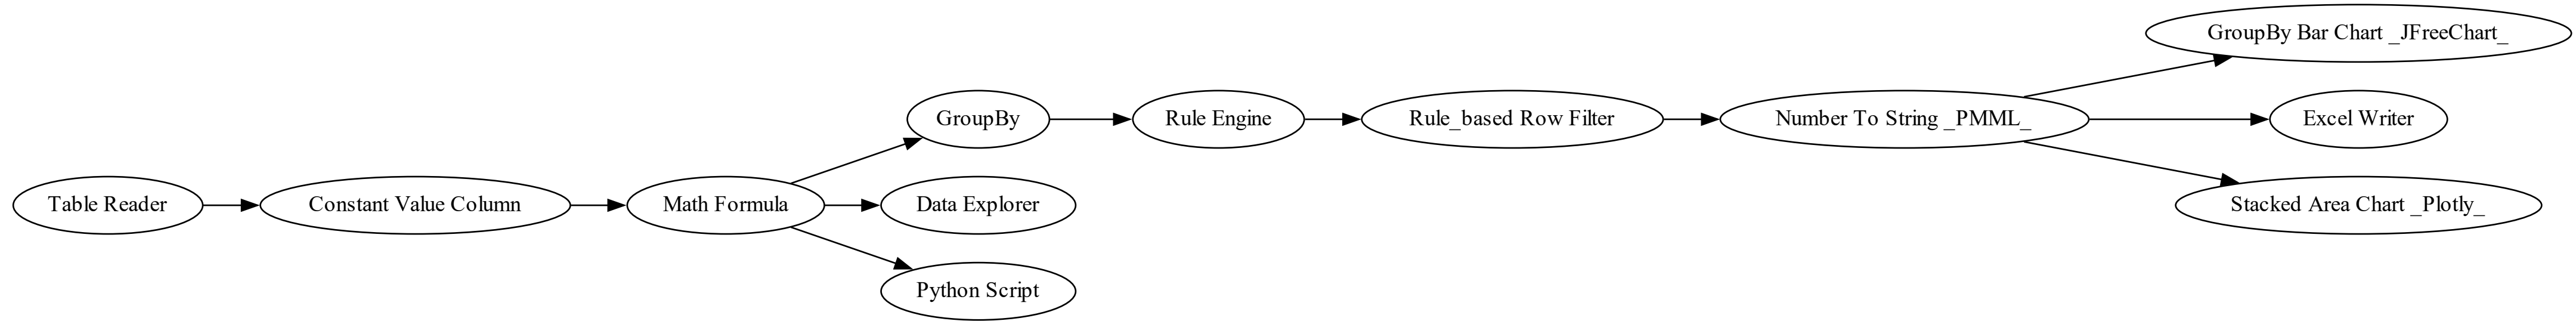 GroupBy Bar Chart _JFreeChart_
GroupBy
Rule Engine
Rule_based Row Filter
Number To String _PMML_
Excel Writer
Table Reader
Constant Value Column
Math Formula
Data Explorer
Stacked Area Chart _Plotly_
Python Script